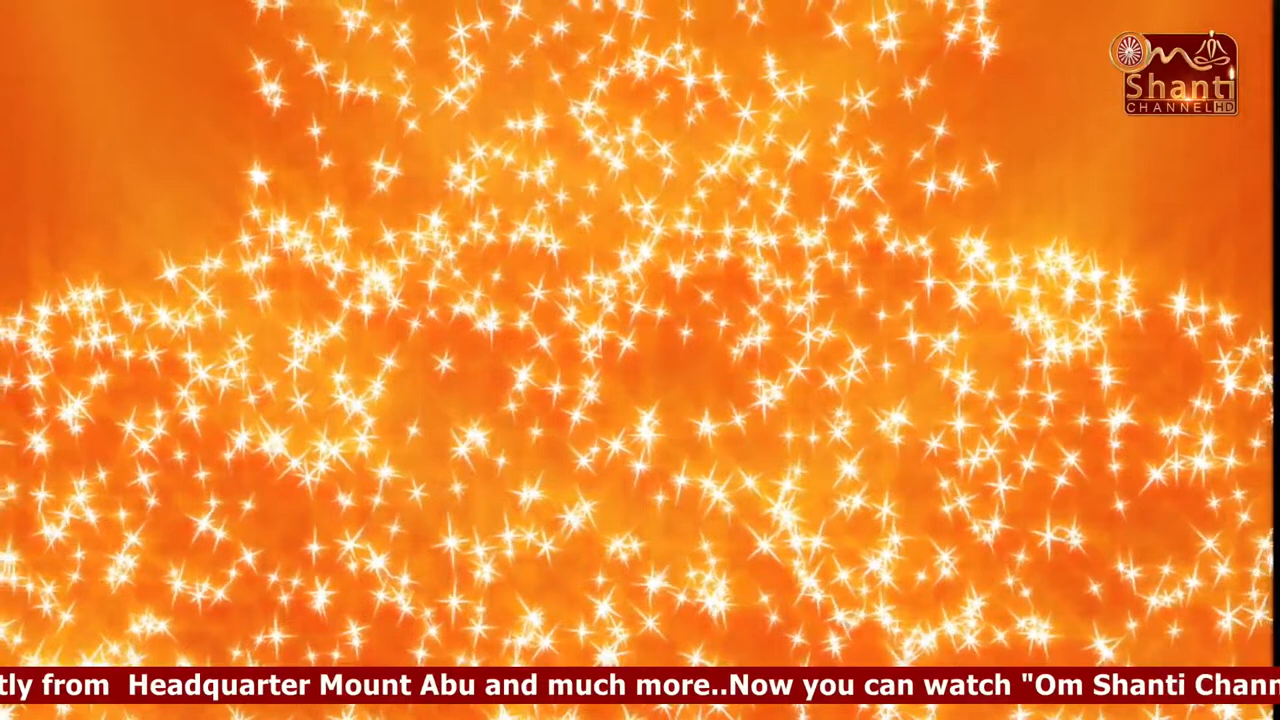 Om
Shanti
CHANNEL HD
tly from Headquarter Mount Abu and much more..Now you can watch "Om Shanti Chann